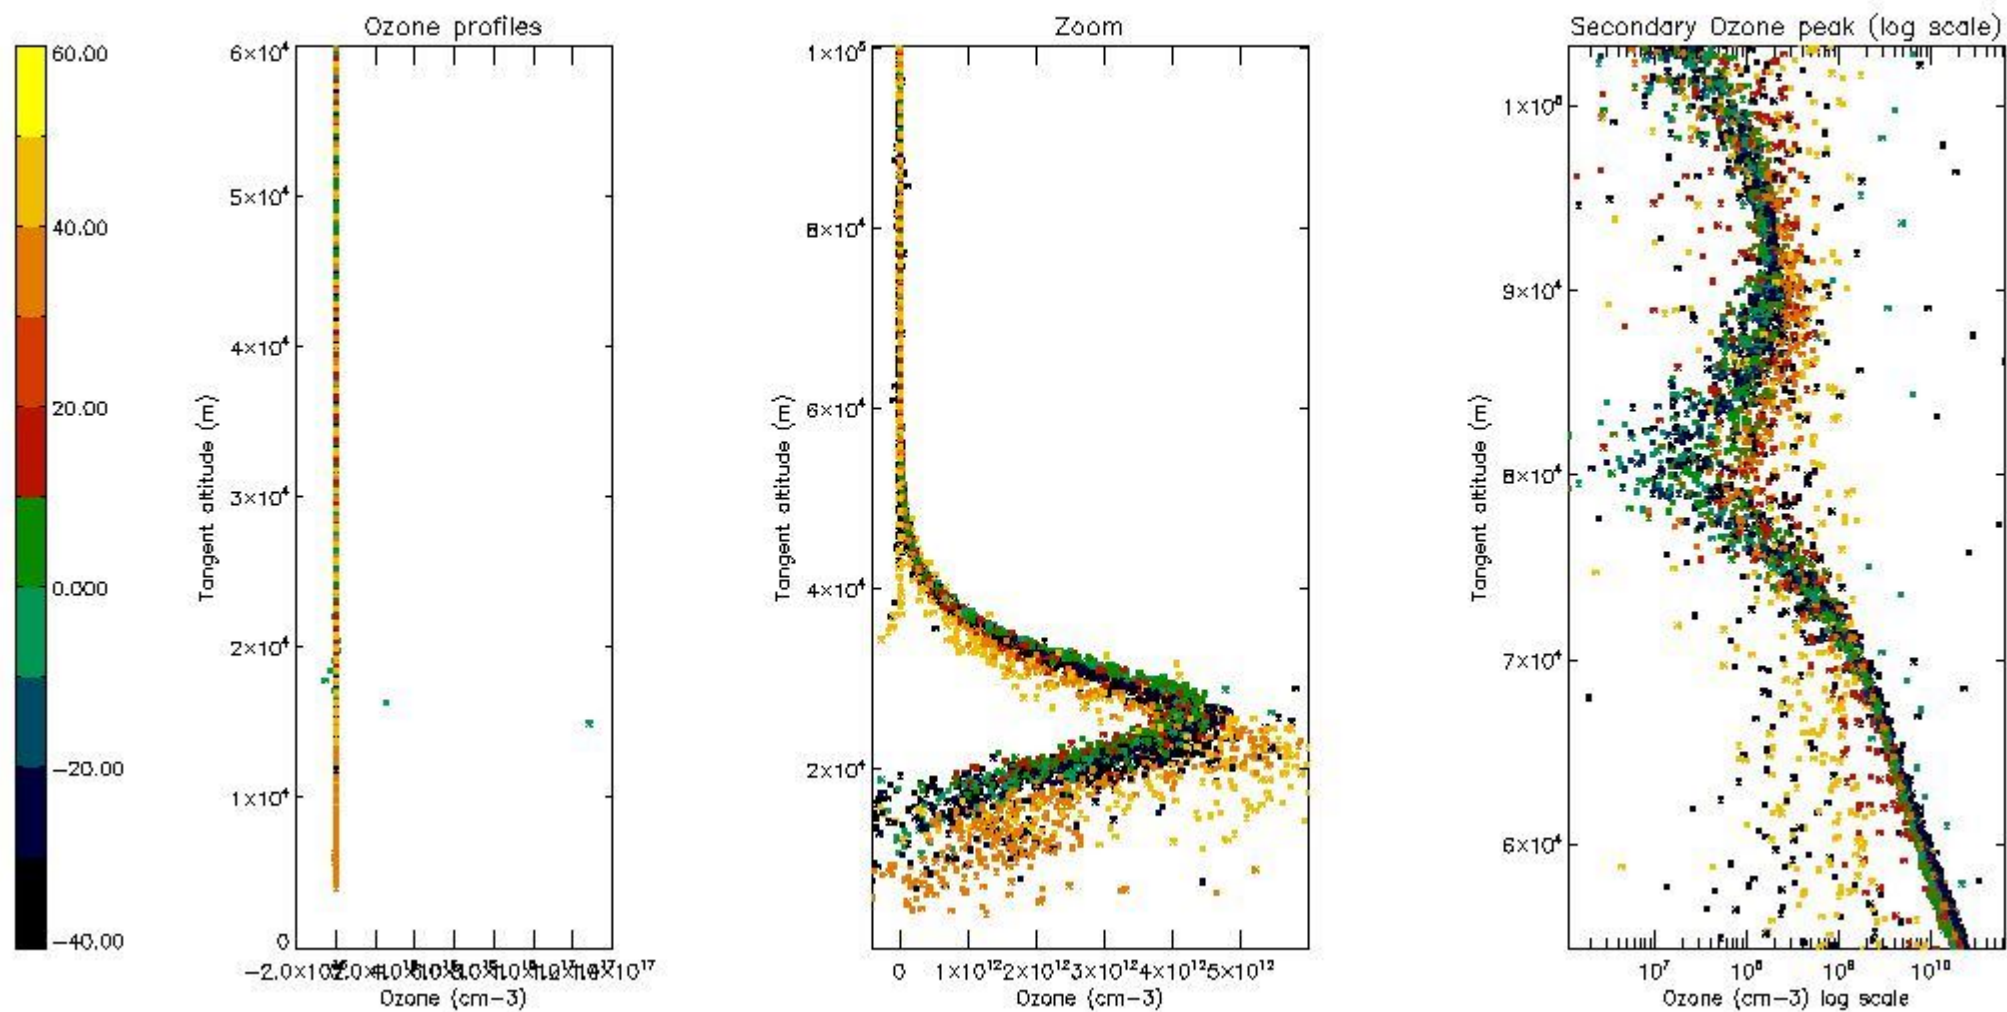 Ozone profiles
Zoom
Secondary Ozone peak (log scale)
60.00
40.00
20.00
0.000
−20.00
−40.00
6×10⁴
5×10⁴
4×10⁴
3×10⁴
2×10⁴
1×10⁴
0
Tangent altitude (m)
Ozone (cm−3)
1×10⁵
8×10⁴
6×10⁴
4×10⁴
2×10⁴
Tangent altitude (m)
0 1×10¹² 2×10¹² 3×10¹² 4×10¹² 5×10¹²
Ozone (cm−3)
9×10⁴
8×10⁴
7×10⁴
6×10⁴
Tangent altitude (m)
10⁷ 10⁸ 10⁹ 10¹⁰
Ozone (cm−3) log scale